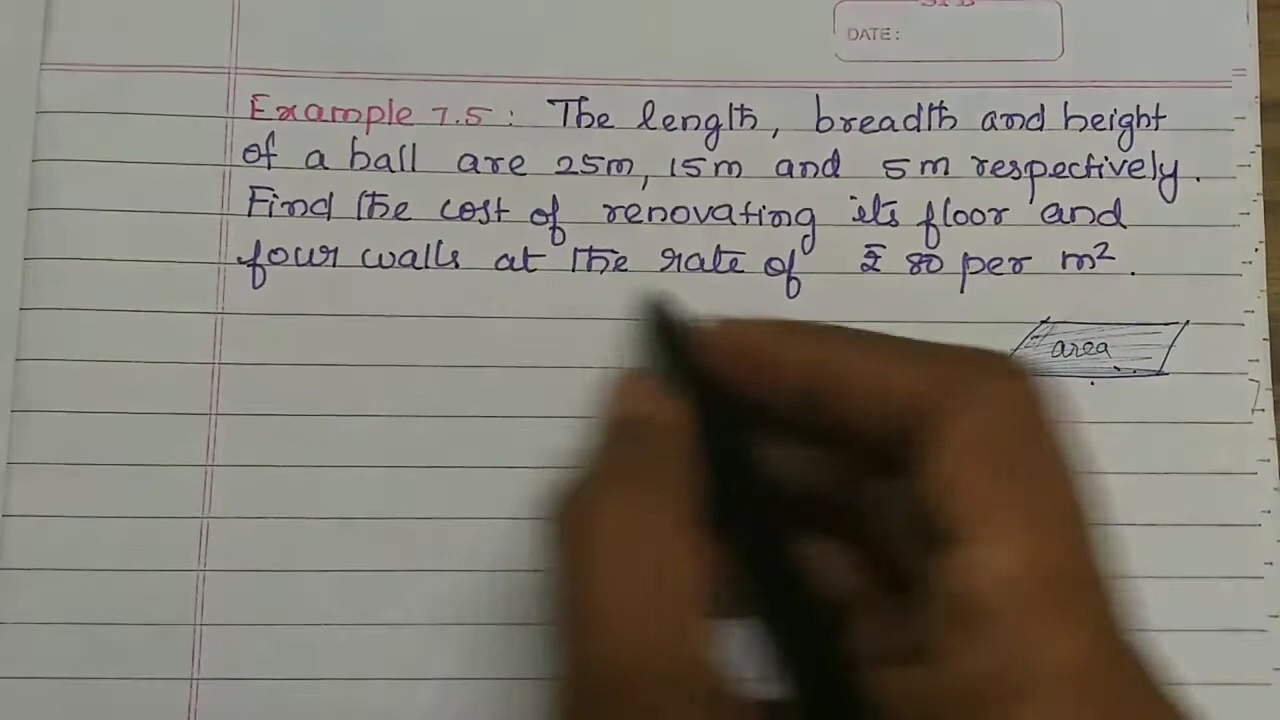 DATE:
Example 7.5: The length, breadth and height
of a ball are 25m, 15m and 5m respectively.
Find the cost of renovating its floor and
four walls at the rate of ₹ 80 per m².
area